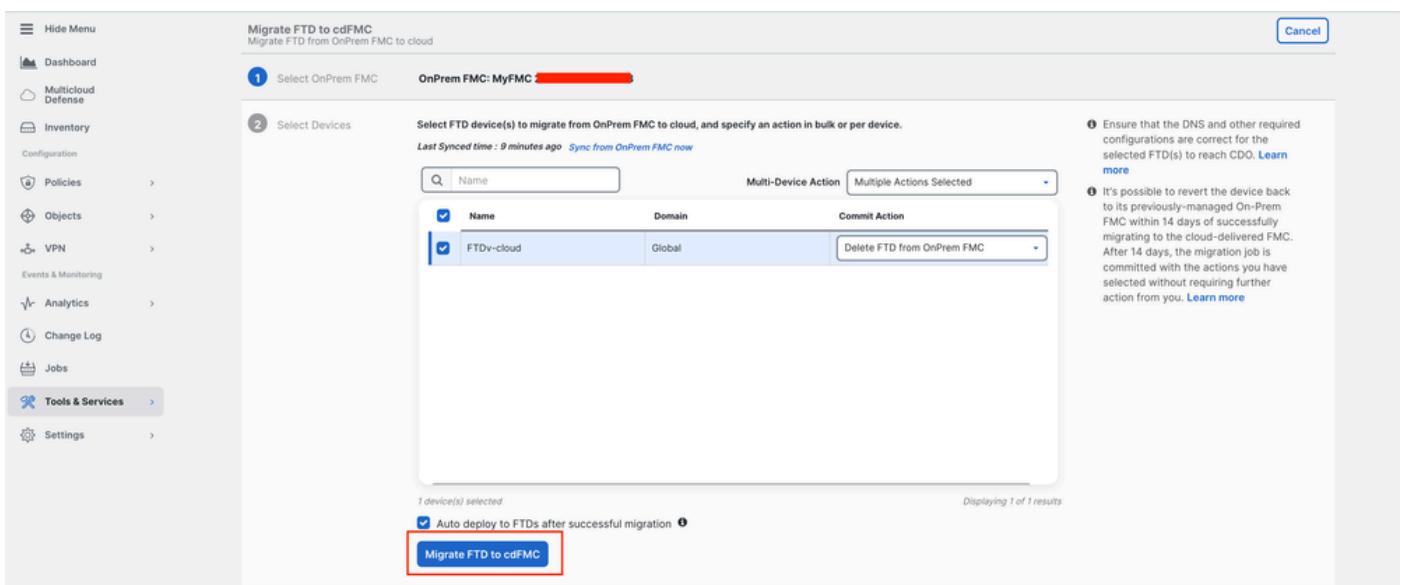 Hide Menu
Dashboard
Multicloud
Defense
Inventory
Configuration
Policies
Objects
VPN
Events & Monitoring
Analytics
Change Log
Jobs
Tools & Services
Settings
Migrate FTD to cdFMC
Migrate FTD from OnPrem FMC to cloud
Cancel
1 Select OnPrem FMC OnPrem FMC: MyFMC
2 Select Devices
Select FTD device(s) to migrate from OnPrem FMC to cloud, and specify an action in bulk or per device.
Last Synced time : 9 minutes ago Sync from OnPrem FMC now
Name
Multi-Device Action Multiple Actions Selected
Name Domain Commit Action
FTDv-cloud Global Delete FTD from OnPrem FMC
1 device(s) selected Displaying 1 of 1 results
Auto deploy to FTDs after successful migration
Migrate FTD to cdFMC
Ensure that the DNS and other required
configurations are correct for the
selected FTD(s) to reach CDO. Learn
more
It's possible to revert the device back
to its previously-managed On-Prem
FMC within 14 days of successfully
migrating to the cloud-delivered FMC.
After 14 days, the migration job is
committed with the actions you have
selected without requiring further
action from you. Learn more